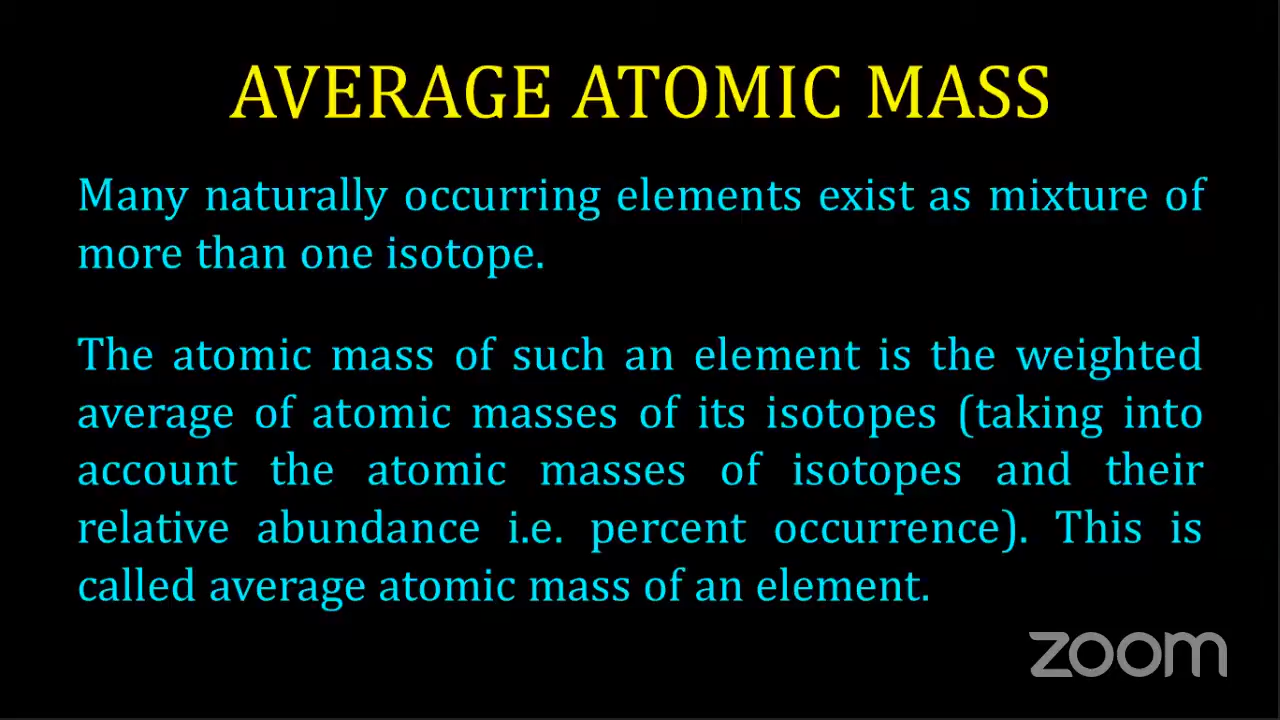 AVERAGE ATOMIC MASS
Many naturally occurring elements exist as mixture of
more than one isotope.
The atomic mass of such an element is the weighted
average of atomic masses of its isotopes (taking into
account the atomic masses of isotopes and their
relative abundance i.e. percent occurrence). This is
called average atomic mass of an element.
zoom